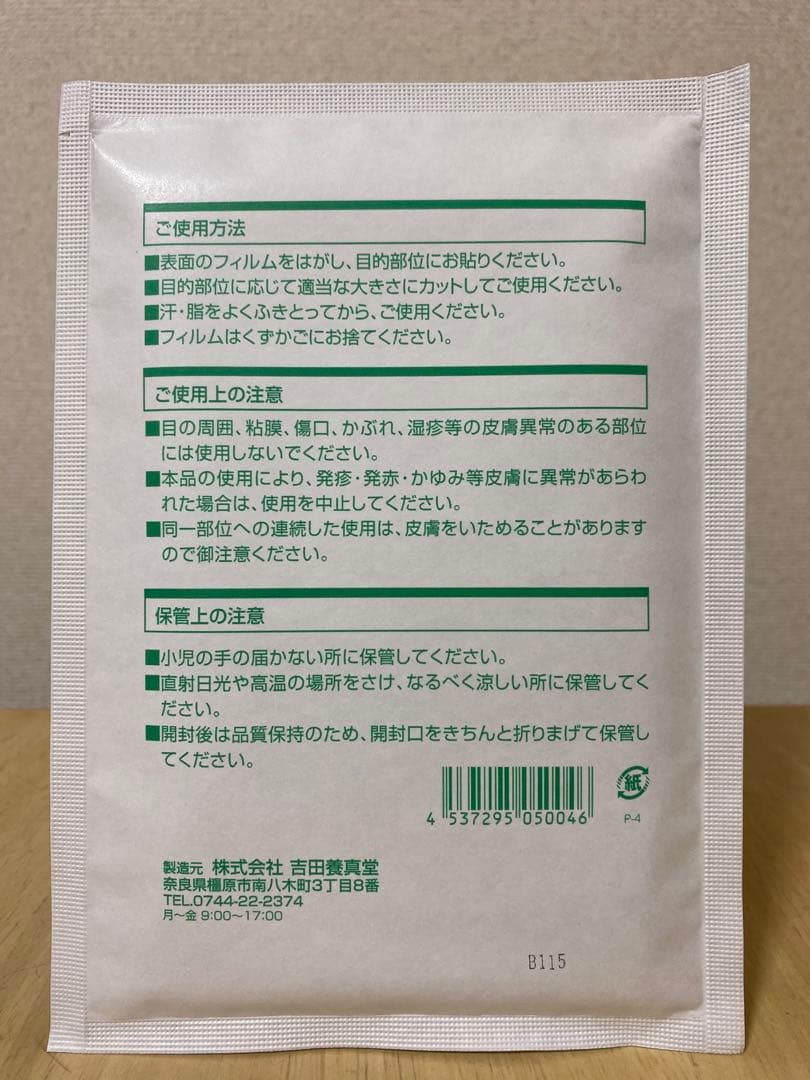 ご使用方法
■表面のフィルムをはがし、目的部位にお貼りください。
■目的部位に応じて適当な大きさにカットしてご使用ください。
■汗・脂をよくふきとってから、ご使用ください。
■フィルムはくずかごにお捨てください。
ご使用上の注意
■目の周囲、粘膜、傷口、かぶれ、湿疹等の皮膚異常のある部位
には使用しないでください。
■本品の使用により、発疹・発赤・かゆみ等皮膚に異常があらわ
れた場合は、使用を中止してください。
■同一部位への連続した使用は、皮膚をいためることがあります
ので御注意ください。
保管上の注意
■小児の手の届かない所に保管してください。
■直射日光や高温の場所をさけ、なるべく涼しい所に保管してく
ださい。
■開封後は品質保持のため、開封口をきちんと折りまげて保管し
てください。
4 537295 050046
紙
P-4
製造元 株式会社 吉田養真堂
奈良県橿原市南八木町3丁目8番
TEL.0744-22-2374
月～金 9:00～17:00
B115